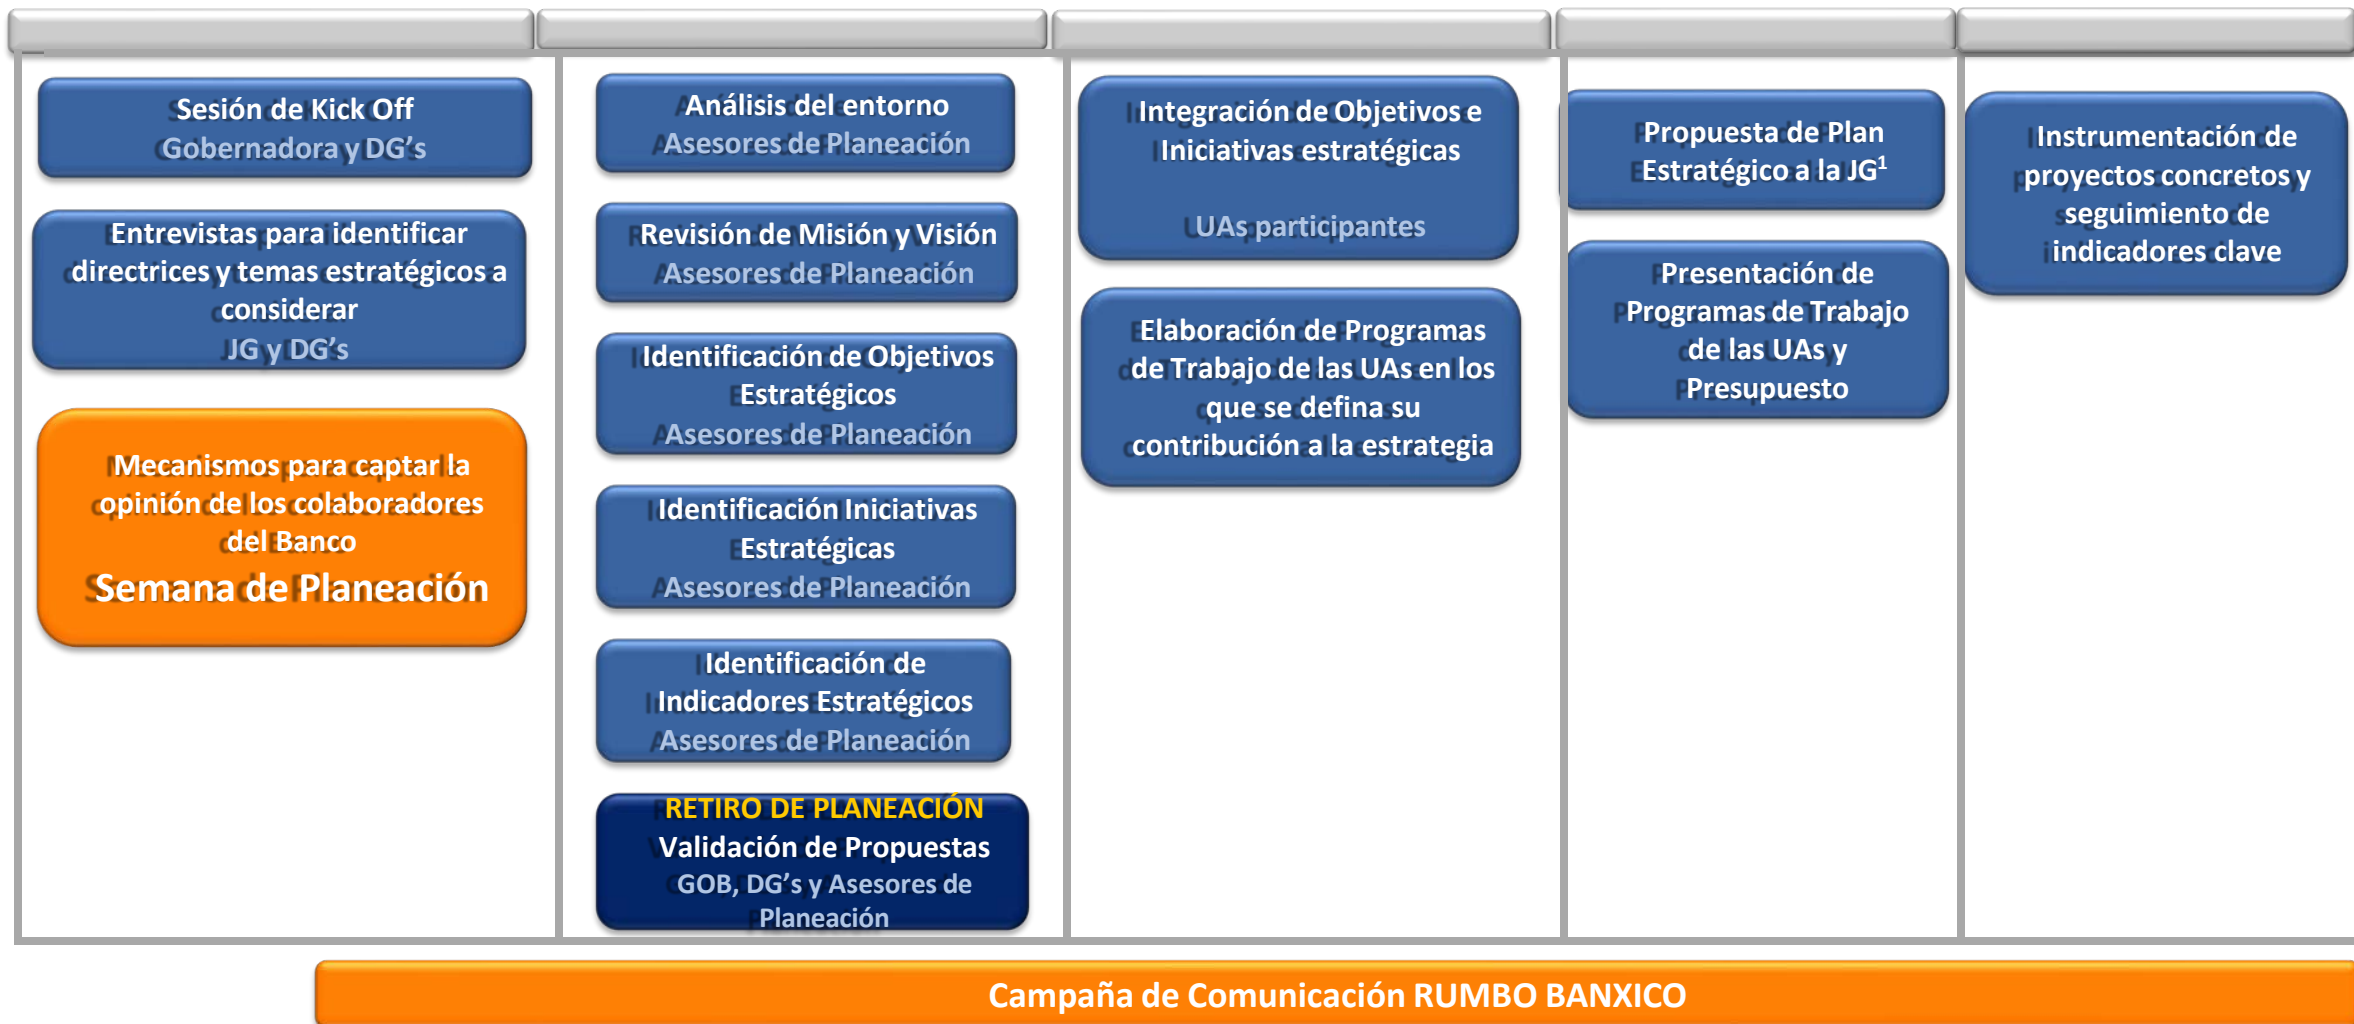 Sesión de Kick Off
Gobernadora y DG's
Entrevistas para identificar
directrices y temas estratégicos a
considerar
JG y DG's
Mecanismos para captar la
opinión de los colaboradores
del Banco
Semana de Planeación
Análisis del entorno
Asesores de Planeación
Revisión de Misión y Visión
Asesores de Planeación
Identificación de Objetivos
Estratégicos
Asesores de Planeación
Identificación Iniciativas
Estratégicas
Asesores de Planeación
Identificación de
Indicadores Estratégicos
Asesores de Planeación
RETIRO DE PLANEACIÓN
Validación de Propuestas
GOB, DG's y Asesores de
Planeación
Integración de Objetivos e
Iniciativas estratégicas
UAs participantes
Elaboración de Programas
de Trabajo de las UAs en los
que se defina su
contribución a la estrategia
Propuesta de Plan
Estratégico a la JG¹
Presentación de
Programas de Trabajo
de las UAs y
Presupuesto
Instrumentación de
proyectos concretos y
seguimiento de
indicadores clave
Campaña de Comunicación RUMBO BANXICO